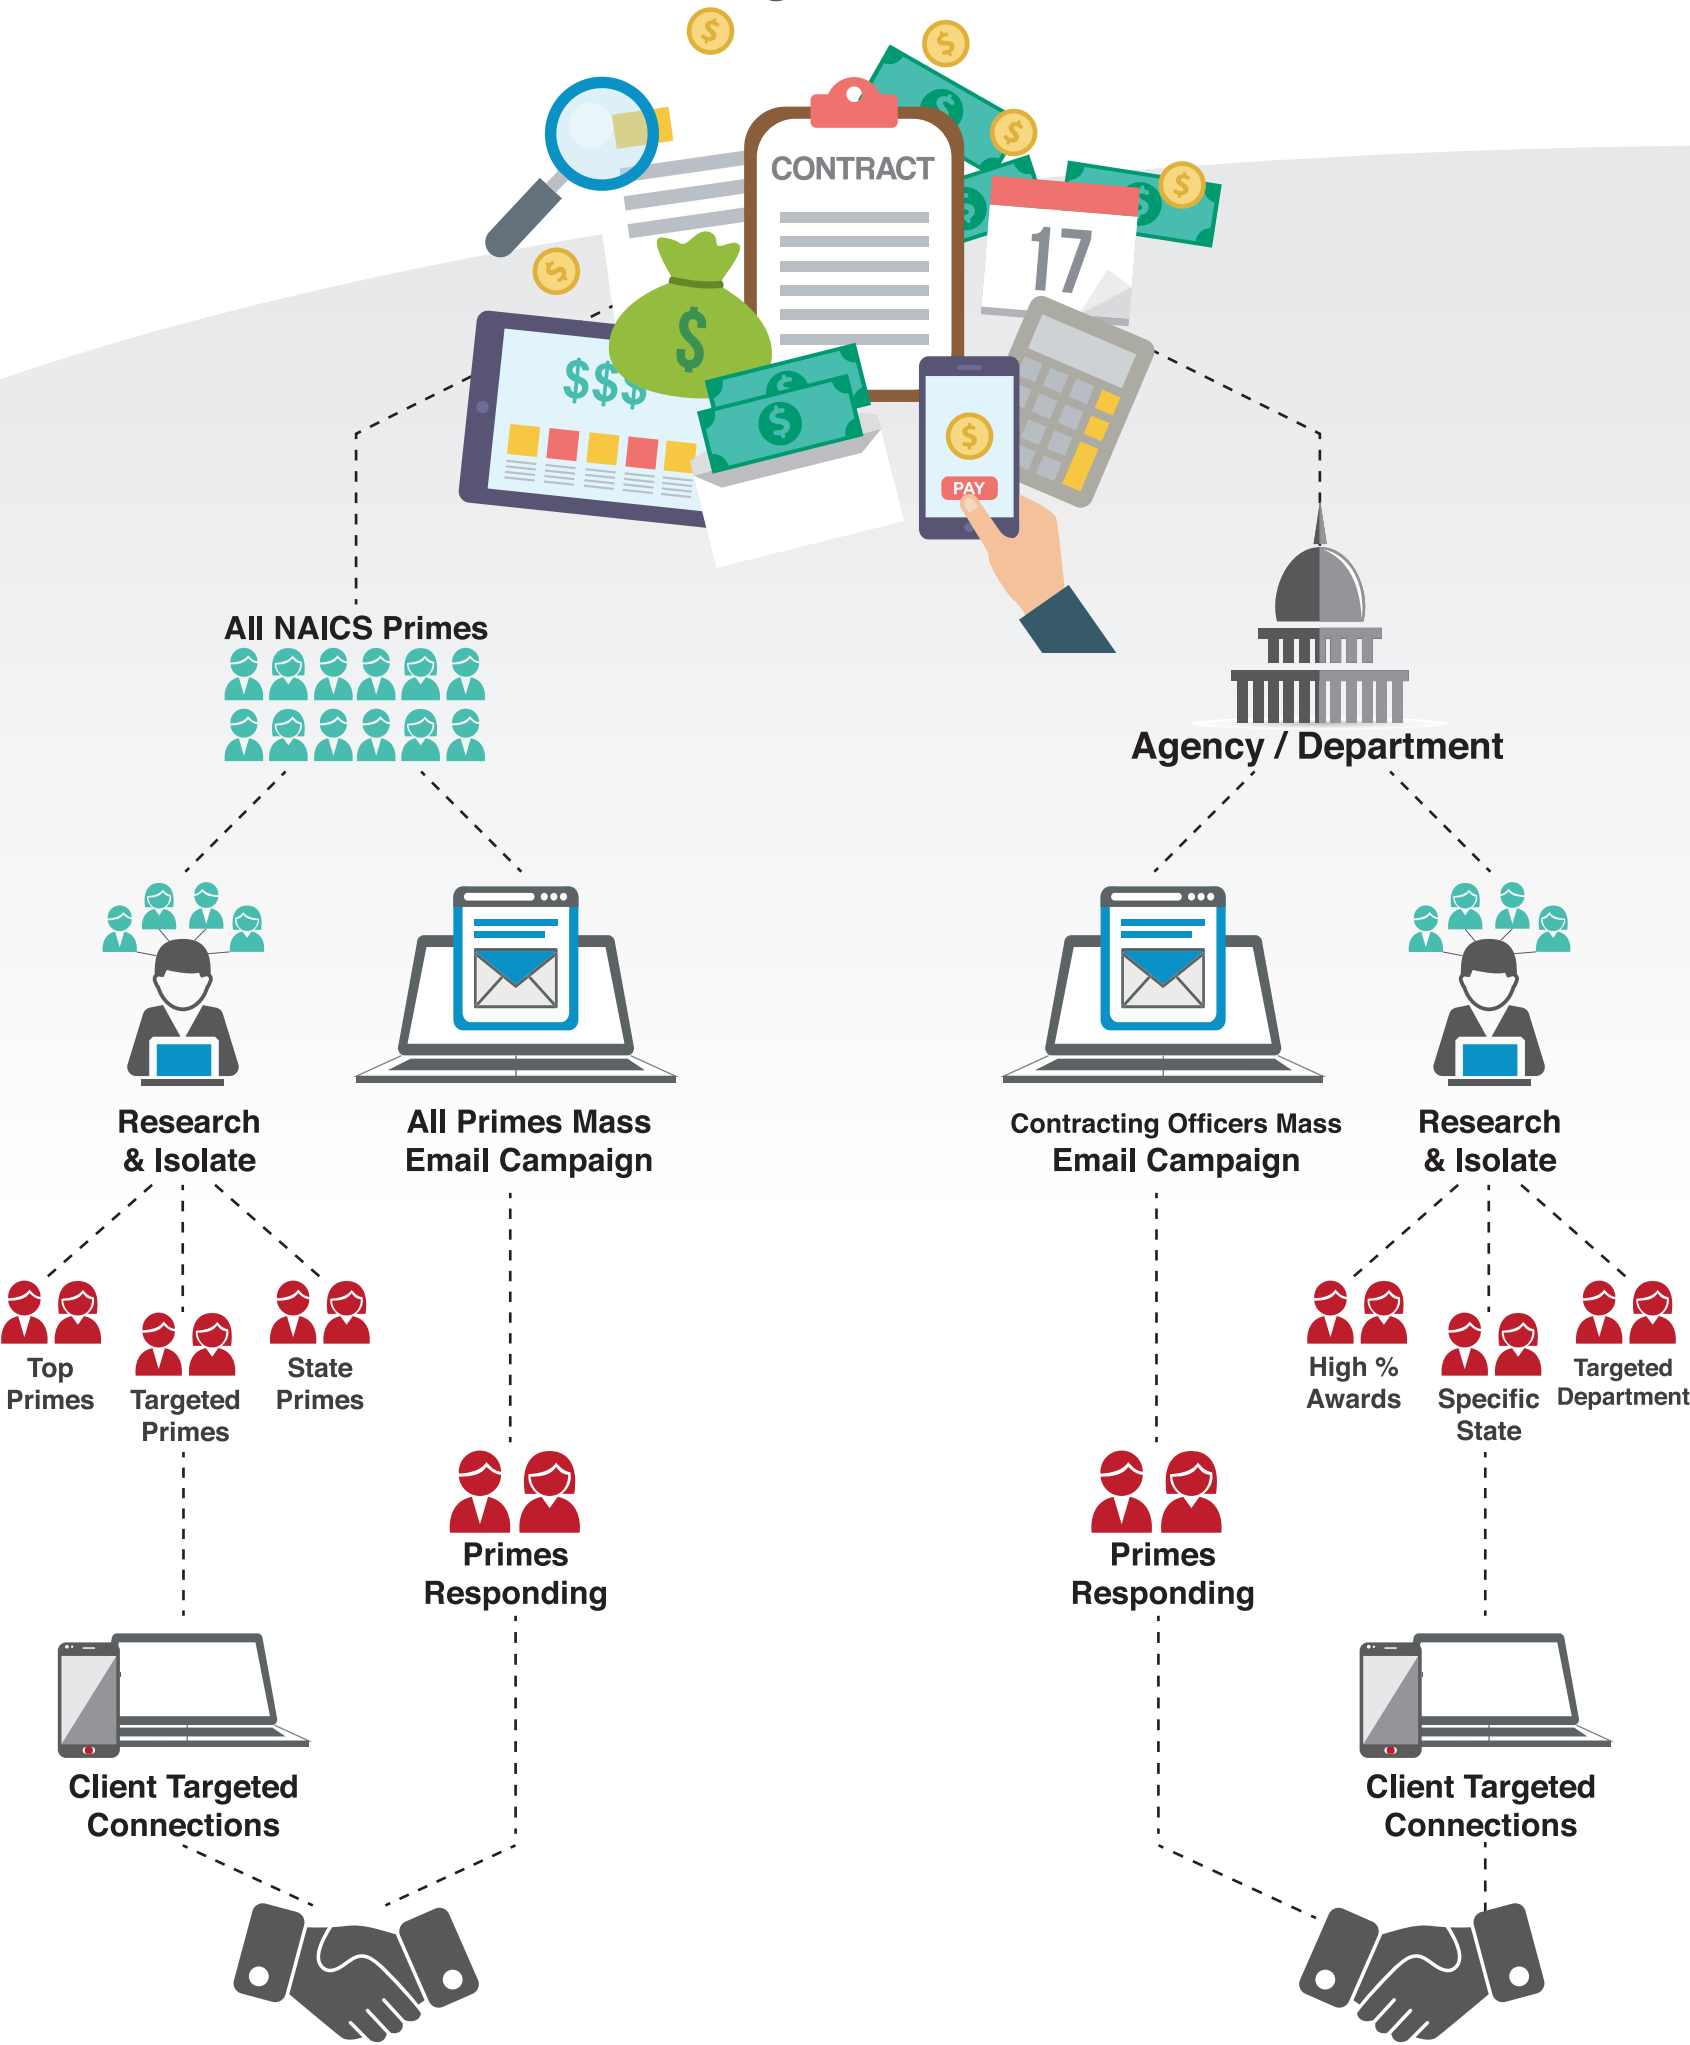 CONTRACT
17
$$$
$
PAY
All NAICS Primes
Agency / Department
Research
& Isolate
All Primes Mass
Email Campaign
Contracting Officers Mass
Email Campaign
Research
& Isolate
Top
Primes
Targeted
Primes
State
Primes
High %
Awards
Specific
State
Targeted
Department
Primes
Responding
Primes
Responding
Client Targeted
Connections
Client Targeted
Connections